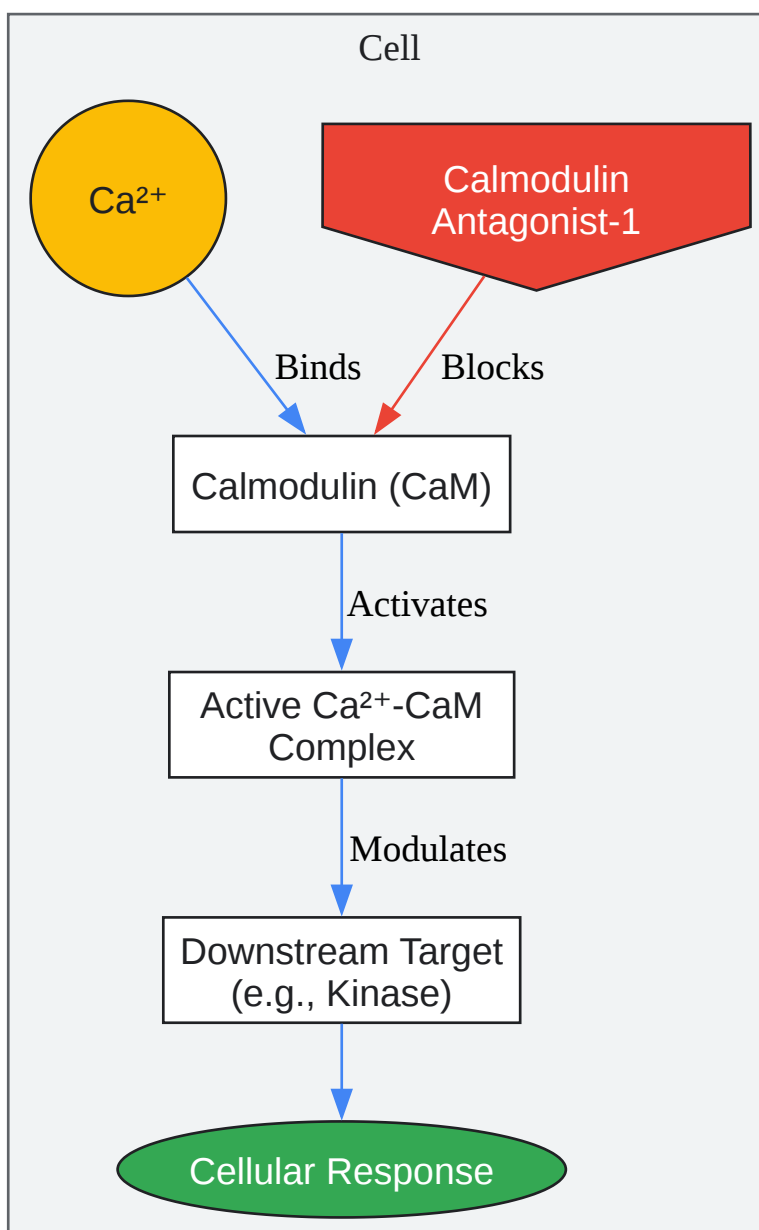 Cell
Ca²⁺
Calmodulin
Antagonist-1
Binds
Blocks
Calmodulin (CaM)
Activates
Active Ca²⁺-CaM
Complex
Modulates
Downstream Target
(e.g., Kinase)
Cellular Response